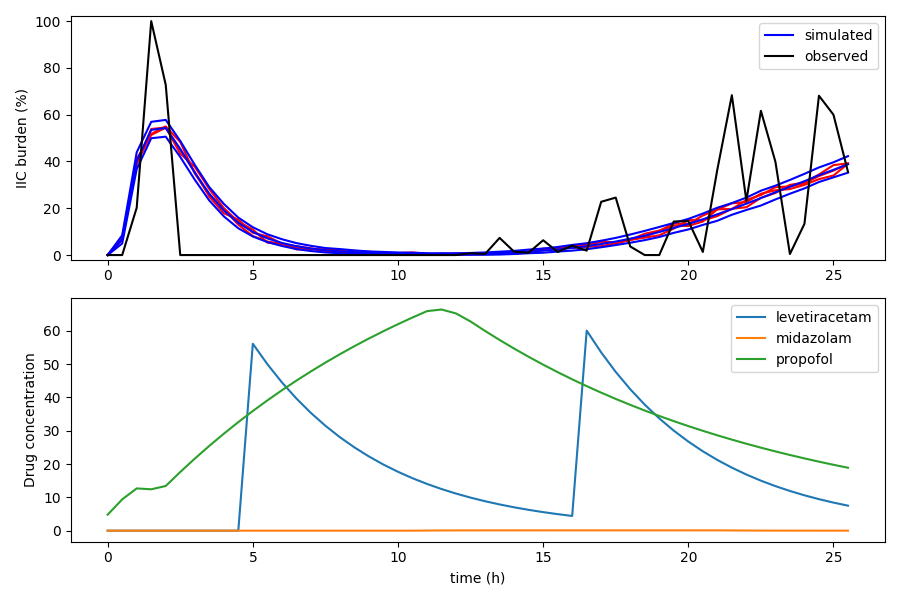 IIC burden (%)
100
80
60
40
20
0
simulated
observed
0 5 10 15 20 25
Drug concentration
60
50
40
30
20
10
0
levetiracetam
midazolam
propofol
0 5 10 15 20 25
time (h)